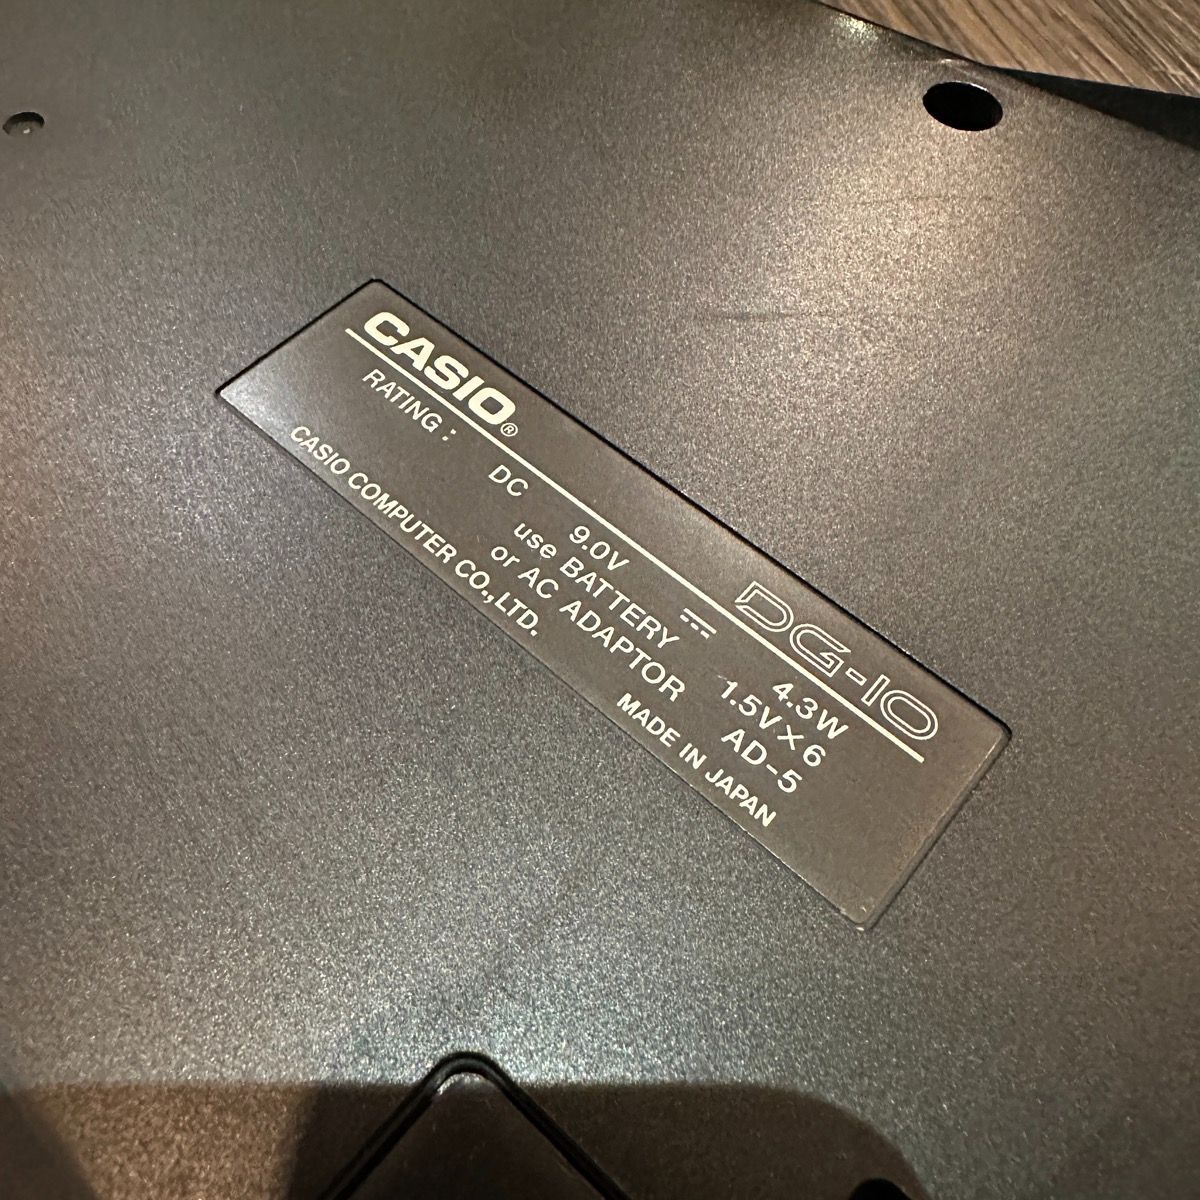 CASIO® DG-10
RATING : DC 9.0V ⎓ 4.3W
use BATTERY 1.5V×6
or AC ADAPTOR AD-5
CASIO COMPUTER CO.,LTD. MADE IN JAPAN